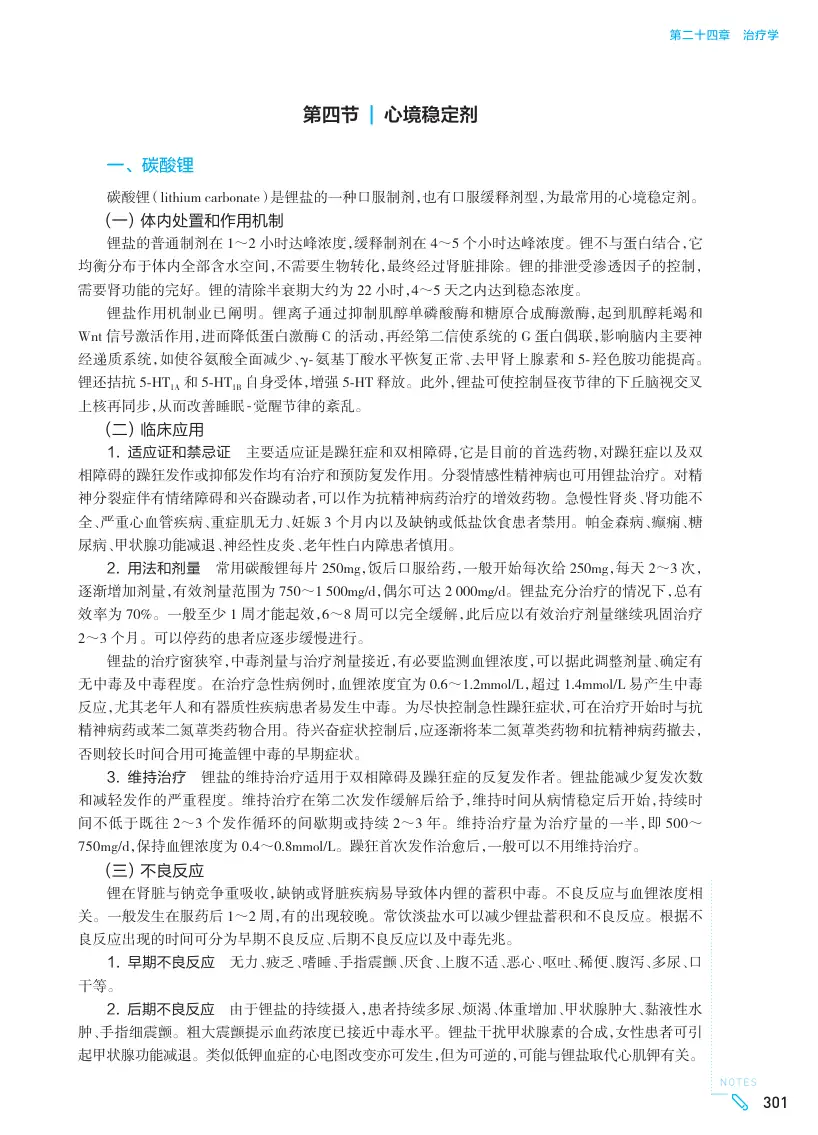 第二十四章 治疗学
第四节 | 心境稳定剂
一、碳酸锂
碳酸锂（lithium carbonate）是锂盐的一种口服制剂，也有口服缓释剂型，为最常用的心境稳定剂。
（一）体内处置和作用机制
锂盐的普通制剂在 1～2 小时达峰浓度，缓释制剂在 4～5 个小时达峰浓度。锂不与蛋白结合，它
均衡分布于体内全部含水空间，不需要生物转化，最终经过肾脏排除。锂的排泄受渗透因子的控制，
需要肾功能的完好。锂的清除半衰期大约为 22 小时，4～5 天之内达到稳态浓度。
锂盐作用机制业已阐明。锂离子通过抑制肌醇单磷酸酶和糖原合成酶激酶，起到肌醇耗竭和
Wnt 信号激活作用，进而降低蛋白激酶 C 的活动，再经第二信使系统的 G 蛋白偶联，影响脑内主要神
经递质系统，如使谷氨酸全面减少、γ- 氨基丁酸水平恢复正常、去甲肾上腺素和 5- 羟色胺功能提高。
锂还拮抗 5-HT1A 和 5-HT1B 自身受体，增强 5-HT 释放。此外，锂盐可使控制昼夜节律的下丘脑视交叉
上核再同步，从而改善睡眠 - 觉醒节律的紊乱。
（二）临床应用
1. 适应证和禁忌证 主要适应证是躁狂症和双相障碍，它是目前的首选药物，对躁狂症以及双
相障碍的躁狂发作或抑郁发作均有治疗和预防复发作用。分裂情感性精神病也可用锂盐治疗。对精
神分裂症伴有情绪障碍和兴奋躁动者，可以作为抗精神病药治疗的增效药物。急慢性肾炎、肾功能不
全、严重心血管疾病、重症肌无力、妊娠 3 个月内以及缺钠或低盐饮食患者禁用。帕金森病、癫痫、糖
尿病、甲状腺功能减退、神经性皮炎、老年性白内障患者慎用。
2. 用法和剂量 常用碳酸锂每片 250mg，饭后口服给药，一般开始每次给 250mg，每天 2～3 次，
逐渐增加剂量，有效剂量范围为 750～1 500mg/d，偶尔可达 2 000mg/d。锂盐充分治疗的情况下，总有
效率为 70%。一般至少 1 周才能起效，6～8 周可以完全缓解，此后应以有效治疗剂量继续巩固治疗
2～3 个月。可以停药的患者应逐步缓慢进行。
锂盐的治疗窗狭窄，中毒剂量与治疗剂量接近，有必要监测血锂浓度，可以据此调整剂量、确定有
无中毒及中毒程度。在治疗急性病例时，血锂浓度宜为 0.6～1.2mmol/L，超过 1.4mmol/L 易产生中毒
反应，尤其老年人和有器质性疾病患者易发生中毒。为尽快控制急性躁狂症状，可在治疗开始时与抗
精神病药或苯二氮䓬类药物合用。待兴奋症状控制后，应逐渐将苯二氮䓬类药物和抗精神病药撤去，
否则较长时间合用可掩盖锂中毒的早期症状。
3. 维持治疗 锂盐的维持治疗适用于双相障碍及躁狂症的反复发作者。锂盐能减少复发次数
和减轻发作的严重程度。维持治疗在第二次发作缓解后给予，维持时间从病情稳定后开始，持续时
间不低于既往 2～3 个发作循环的间歇期或持续 2～3 年。维持治疗量为治疗量的一半，即 500～
750mg/d，保持血锂浓度为 0.4～0.8mmol/L。躁狂首次发作治愈后，一般可以不用维持治疗。
（三）不良反应
锂在肾脏与钠竞争重吸收，缺钠或肾脏疾病易导致体内锂的蓄积中毒。不良反应与血锂浓度相
关。一般发生在服药后 1～2 周，有的出现较晚。常饮淡盐水可以减少锂盐蓄积和不良反应。根据不
良反应出现的时间可分为早期不良反应、后期不良反应以及中毒先兆。
1. 早期不良反应 无力、疲乏、嗜睡、手指震颤、厌食、上腹不适、恶心、呕吐、稀便、腹泻、多尿、口
干等。
2. 后期不良反应 由于锂盐的持续摄入，患者持续多尿、烦渴、体重增加、甲状腺肿大、黏液性水
肿、手指细震颤。粗大震颤提示血药浓度已接近中毒水平。锂盐干扰甲状腺素的合成，女性患者可引
起甲状腺功能减退。类似低钾血症的心电图改变亦可发生，但为可逆的，可能与锂盐取代心肌钾有关。
NOTES
301